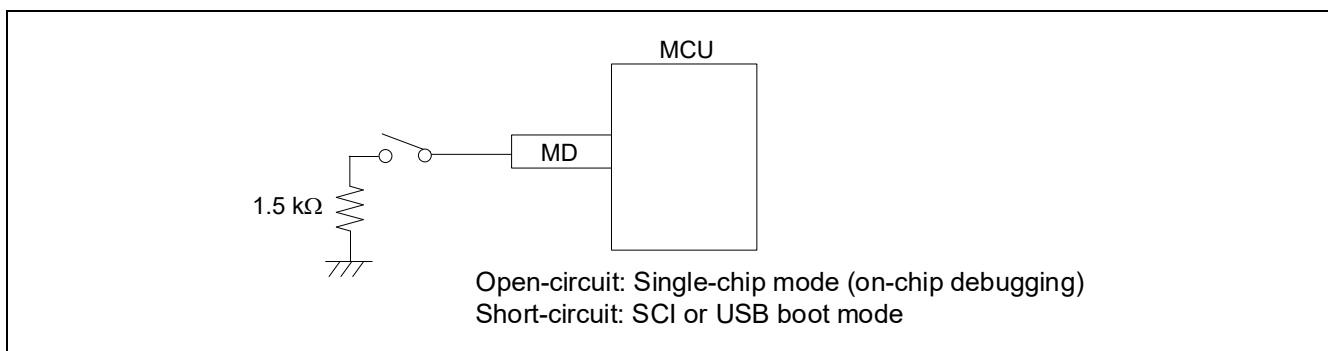 MCU
MD
1.5 kΩ
Open-circuit: Single-chip mode (on-chip debugging)
Short-circuit: SCI or USB boot mode